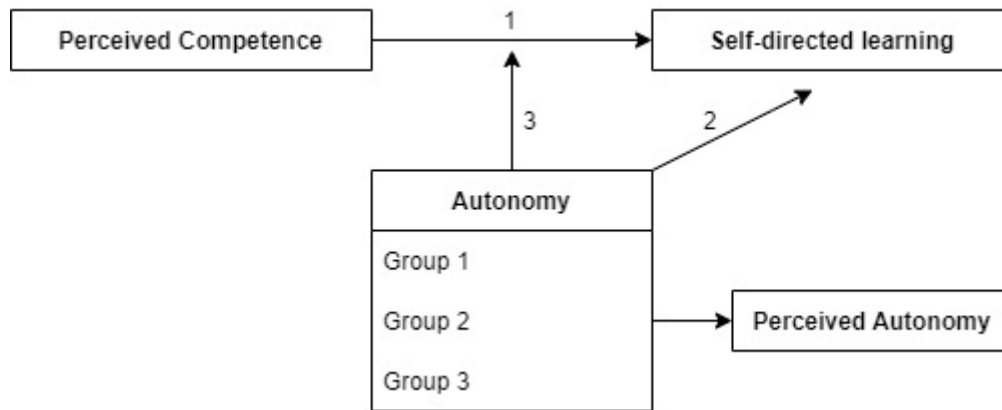 1
Perceived Competence
Self-directed learning
3
2
Autonomy
Group 1
Group 2
Perceived Autonomy
Group 3